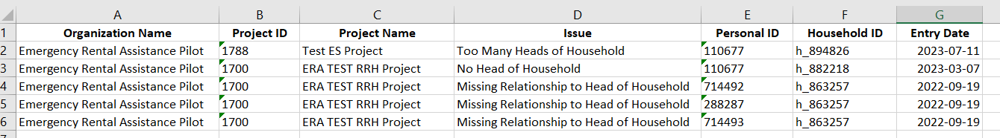 A B C D E F G
1 Organization Name Project ID Project Name Issue Personal ID Household ID Entry Date
2 Emergency Rental Assistance Pilot 1788 Test ES Project Too Many Heads of Household 110677 h_894826 2023-07-11
3 Emergency Rental Assistance Pilot 1700 ERA TEST RRH Project No Head of Household 110677 h_882218 2023-03-07
4 Emergency Rental Assistance Pilot 1700 ERA TEST RRH Project Missing Relationship to Head of Household 714492 h_863257 2022-09-19
5 Emergency Rental Assistance Pilot 1700 ERA TEST RRH Project Missing Relationship to Head of Household 288287 h_863257 2022-09-19
6 Emergency Rental Assistance Pilot 1700 ERA TEST RRH Project Missing Relationship to Head of Household 714493 h_863257 2022-09-19